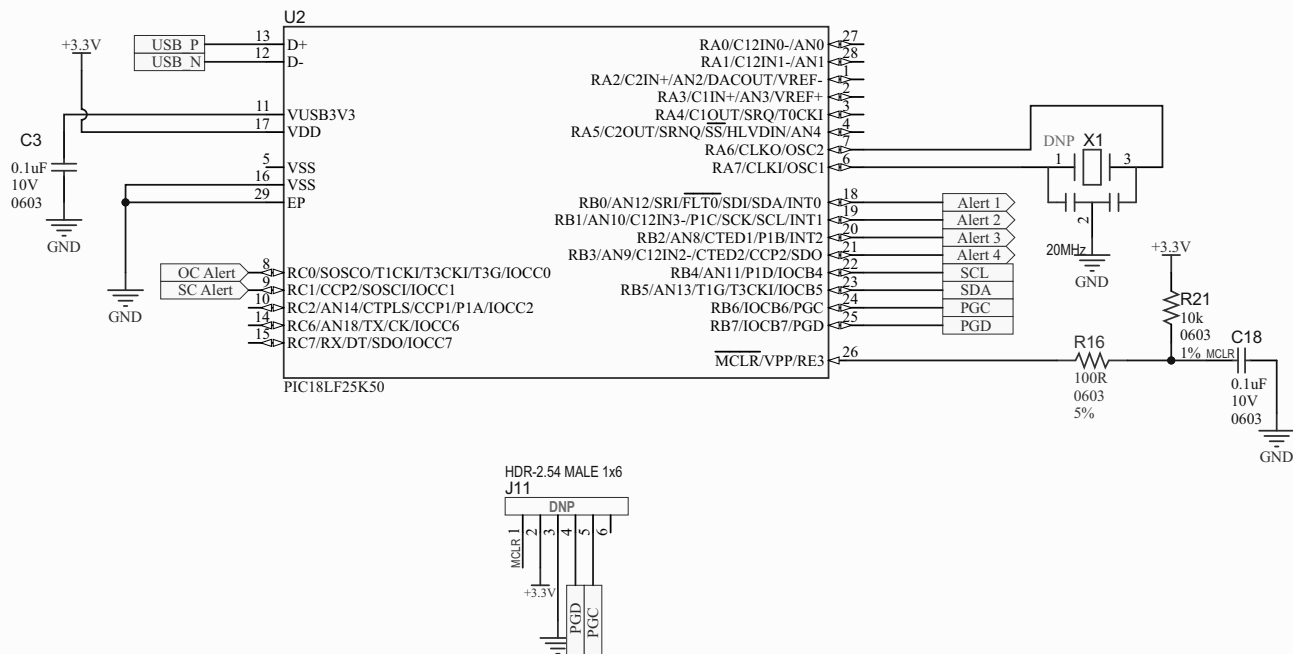 U2
+3.3V
USB_P 13 D+
USB_N 12 D-
11 VUSB3V3
17 VDD
C3
0.1uF
10V
0603
GND
5 VSS
16 VSS
29 EP
GND
OC Alert 8 RC0/SOSCO/T1CKI/T3CKI/T3G/IOCC0
SC Alert 9 RC1/CCP2/SOSCI/IOCC1
10 RC2/AN14/CTPLS/CCP1/P1A/IOCC2
14 RC6/AN18/TX/CK/IOCC6
15 RC7/RX/DT/SDO/IOCC7
PIC18LF25K50
RA0/C12IN0-/AN0 27
RA1/C12IN1-/AN1 28
RA2/C2IN+/AN2/DACOUT/VREF- 1
RA3/C1IN+/AN3/VREF+ 2
RA4/C1OUT/SRQ/T0CKI 3
RA5/C2OUT/SRNQ/SS/HLVDIN/AN4 4
RA6/CLKO/OSC2 7
RA7/CLKI/OSC1 6
RB0/AN12/SRI/FLT0/SDI/SDA/INT0 18 Alert 1
RB1/AN10/C12IN3-/P1C/SCK/SCL/INT1 19 Alert 2
RB2/AN8/CTED1/P1B/INT2 20 Alert 3
RB3/AN9/C12IN2-/CTED2/CCP2/SDO 21 Alert 4
RB4/AN11/P1D/IOCB4 22 SCL
RB5/AN13/T1G/T3CKI/IOCB5 23 SDA
RB6/IOCB6/PGC 24 PGC
RB7/IOCB7/PGD 25 PGD
MCLR/VPP/RE3 26
DNP X1
1 3
2
20MHz
GND
+3.3V
R21
10k
0603
1% MCLR
R16
100R
0603
5%
C18
0.1uF
10V
0603
GND
HDR-2.54 MALE 1x6
J11
DNP
1 2 3 4 5 6
MCLR
+3.3V
PGD
PGC